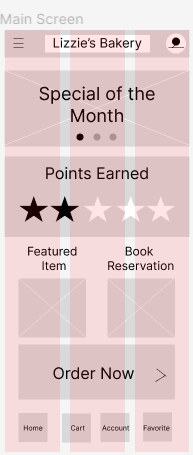 Main Screen
Lizzie's Bakery
Special of the
Month
Points Earned
Featured
Item
Book
Reservation
Order Now
Home
Cart
Account
Favorite